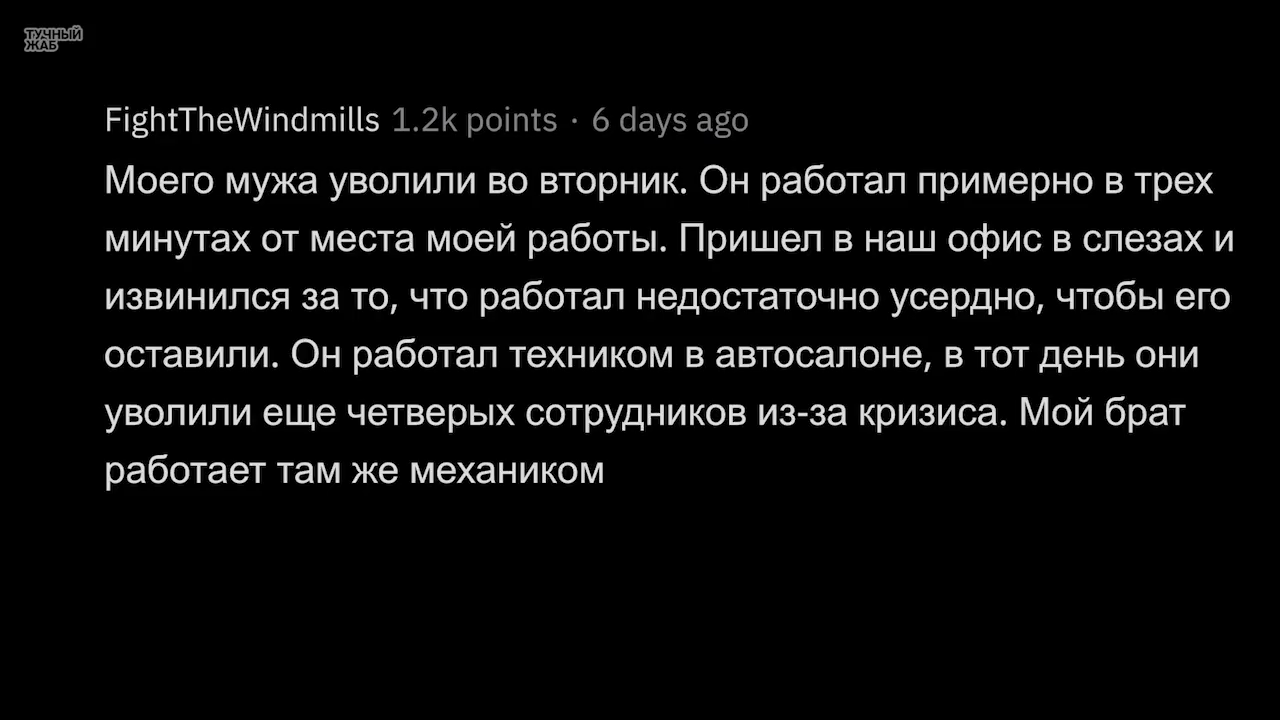 ТУЧНЫЙ
ЖАБ
FightTheWindmills 1.2k points · 6 days ago
Моего мужа уволили во вторник. Он работал примерно в трех
минутах от места моей работы. Пришел в наш офис в слезах и
извинился за то, что работал недостаточно усердно, чтобы его
оставили. Он работал техником в автосалоне, в тот день они
уволили еще четверых сотрудников из-за кризиса. Мой брат
работает там же механиком